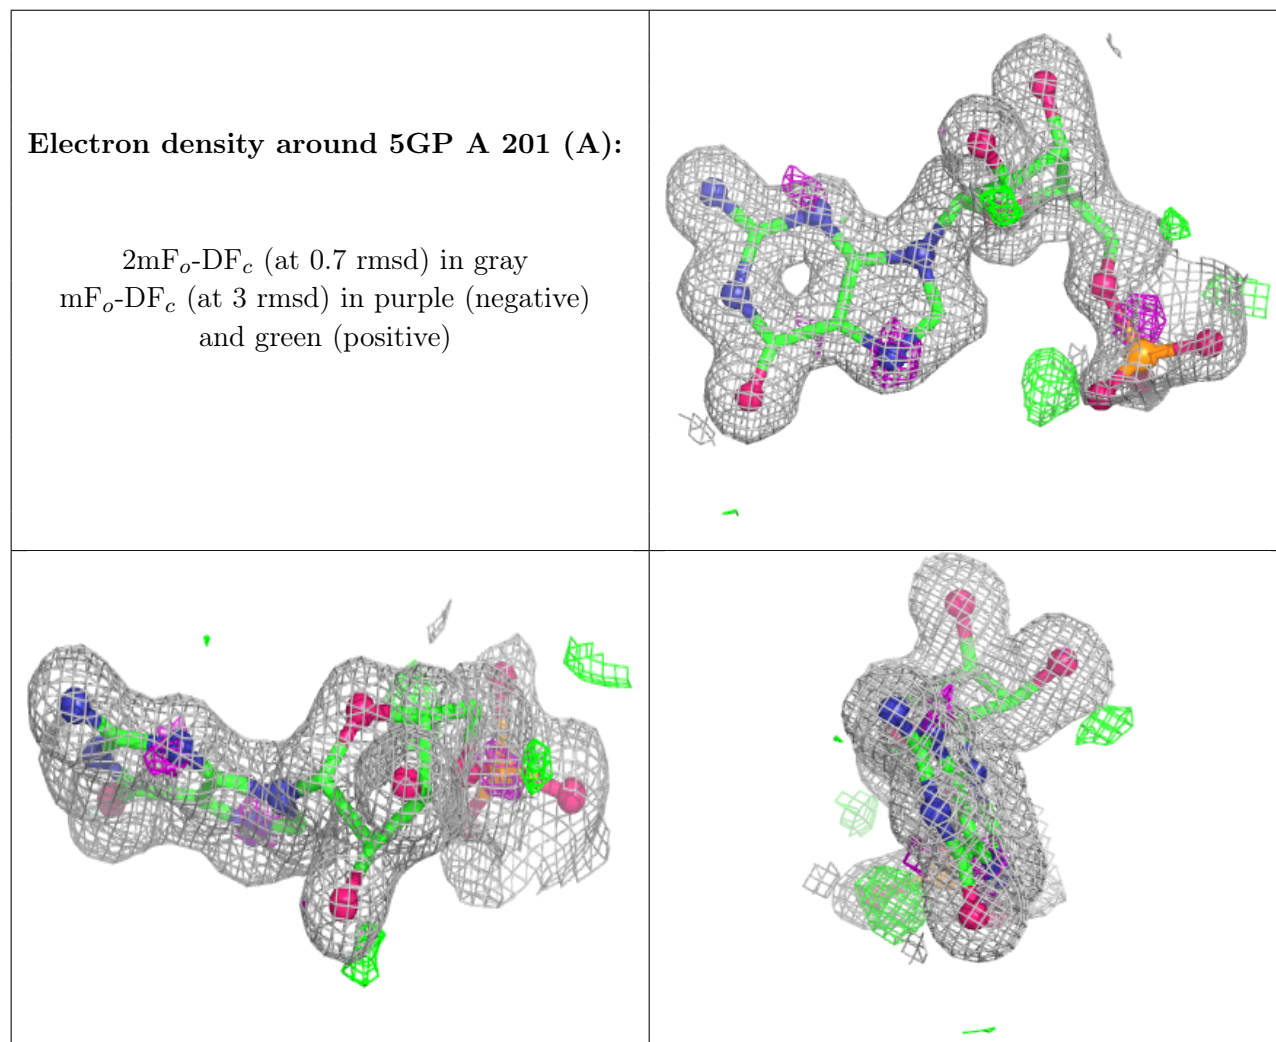 Electron density around 5GP A 201 (A):
2mFₒ-DF𝒸 (at 0.7 rmsd) in gray
mFₒ-DF𝒸 (at 3 rmsd) in purple (negative)
and green (positive)